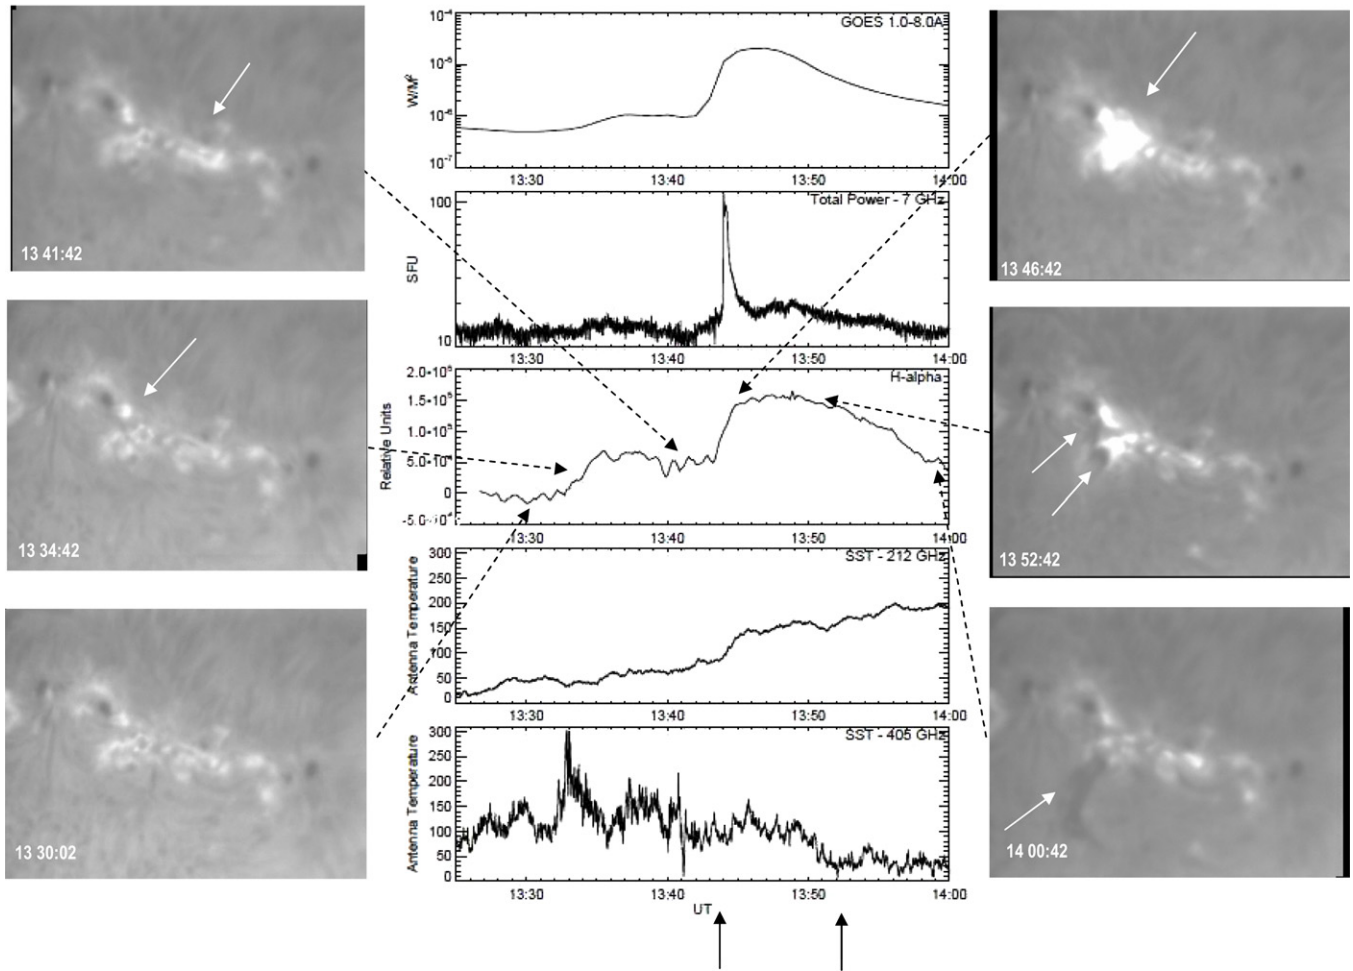 13 41:42
13 34:42
13 30:02
GOES 1.0-8.0A
W/M²
10⁻⁴
10⁻⁵
10⁻⁶
10⁻⁷
13:30 13:40 13:50 14:00
Total Power - 7 GHz
SFU
100
10
13:30 13:40 13:50 14:00
H-alpha
Relative Units
0
13:30 13:40 13:50 14:00
SST - 212 GHz
Antenna Temperature
300
250
200
150
100
50
0
13:30 13:40 13:50 14:00
SST - 405 GHz
Antenna Temperature
300
250
200
150
100
50
0
13:30 13:40 13:50 14:00
UT
13 46:42
13 52:42
14 00:42